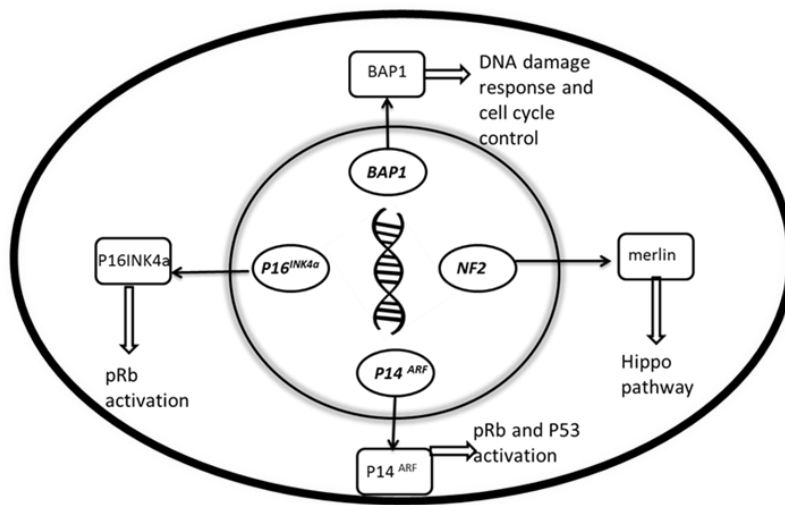 BAP1
DNA damage
response and
cell cycle
control
BAP1
P16INK4a
P16INK4a
NF2
merlin
pRb
activation
P14 ARF
Hippo
pathway
P14 ARF
pRb and P53
activation